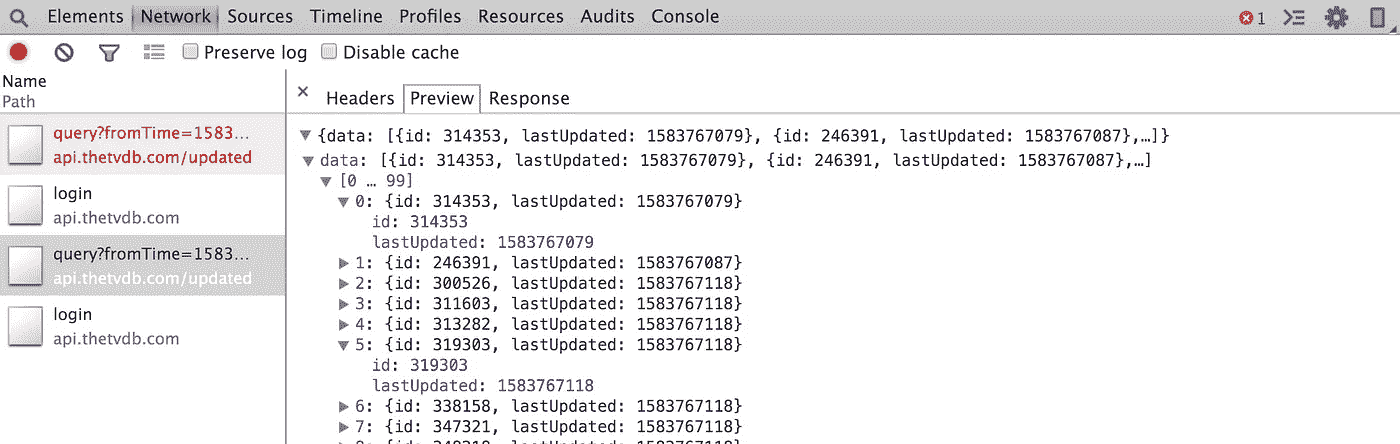 Elements Network Sources Timeline Profiles Resources Audits Console 1
Preserve log Disable cache
Name
Path
query?fromTime=1583…
api.thetvdb.com/updated
login
api.thetvdb.com
query?fromTime=1583…
api.thetvdb.com/updated
login
api.thetvdb.com
× Headers Preview Response
▼ {data: [{id: 314353, lastUpdated: 1583767079}, {id: 246391, lastUpdated: 1583767087},…]}
▼ data: [{id: 314353, lastUpdated: 1583767079}, {id: 246391, lastUpdated: 1583767087},…]
▼ [0 … 99]
▼ 0: {id: 314353, lastUpdated: 1583767079}
id: 314353
lastUpdated: 1583767079
▶ 1: {id: 246391, lastUpdated: 1583767087}
▶ 2: {id: 300526, lastUpdated: 1583767118}
▶ 3: {id: 311603, lastUpdated: 1583767118}
▶ 4: {id: 313282, lastUpdated: 1583767118}
▼ 5: {id: 319303, lastUpdated: 1583767118}
id: 319303
lastUpdated: 1583767118
▶ 6: {id: 338158, lastUpdated: 1583767118}
▶ 7: {id: 347321, lastUpdated: 1583767118}